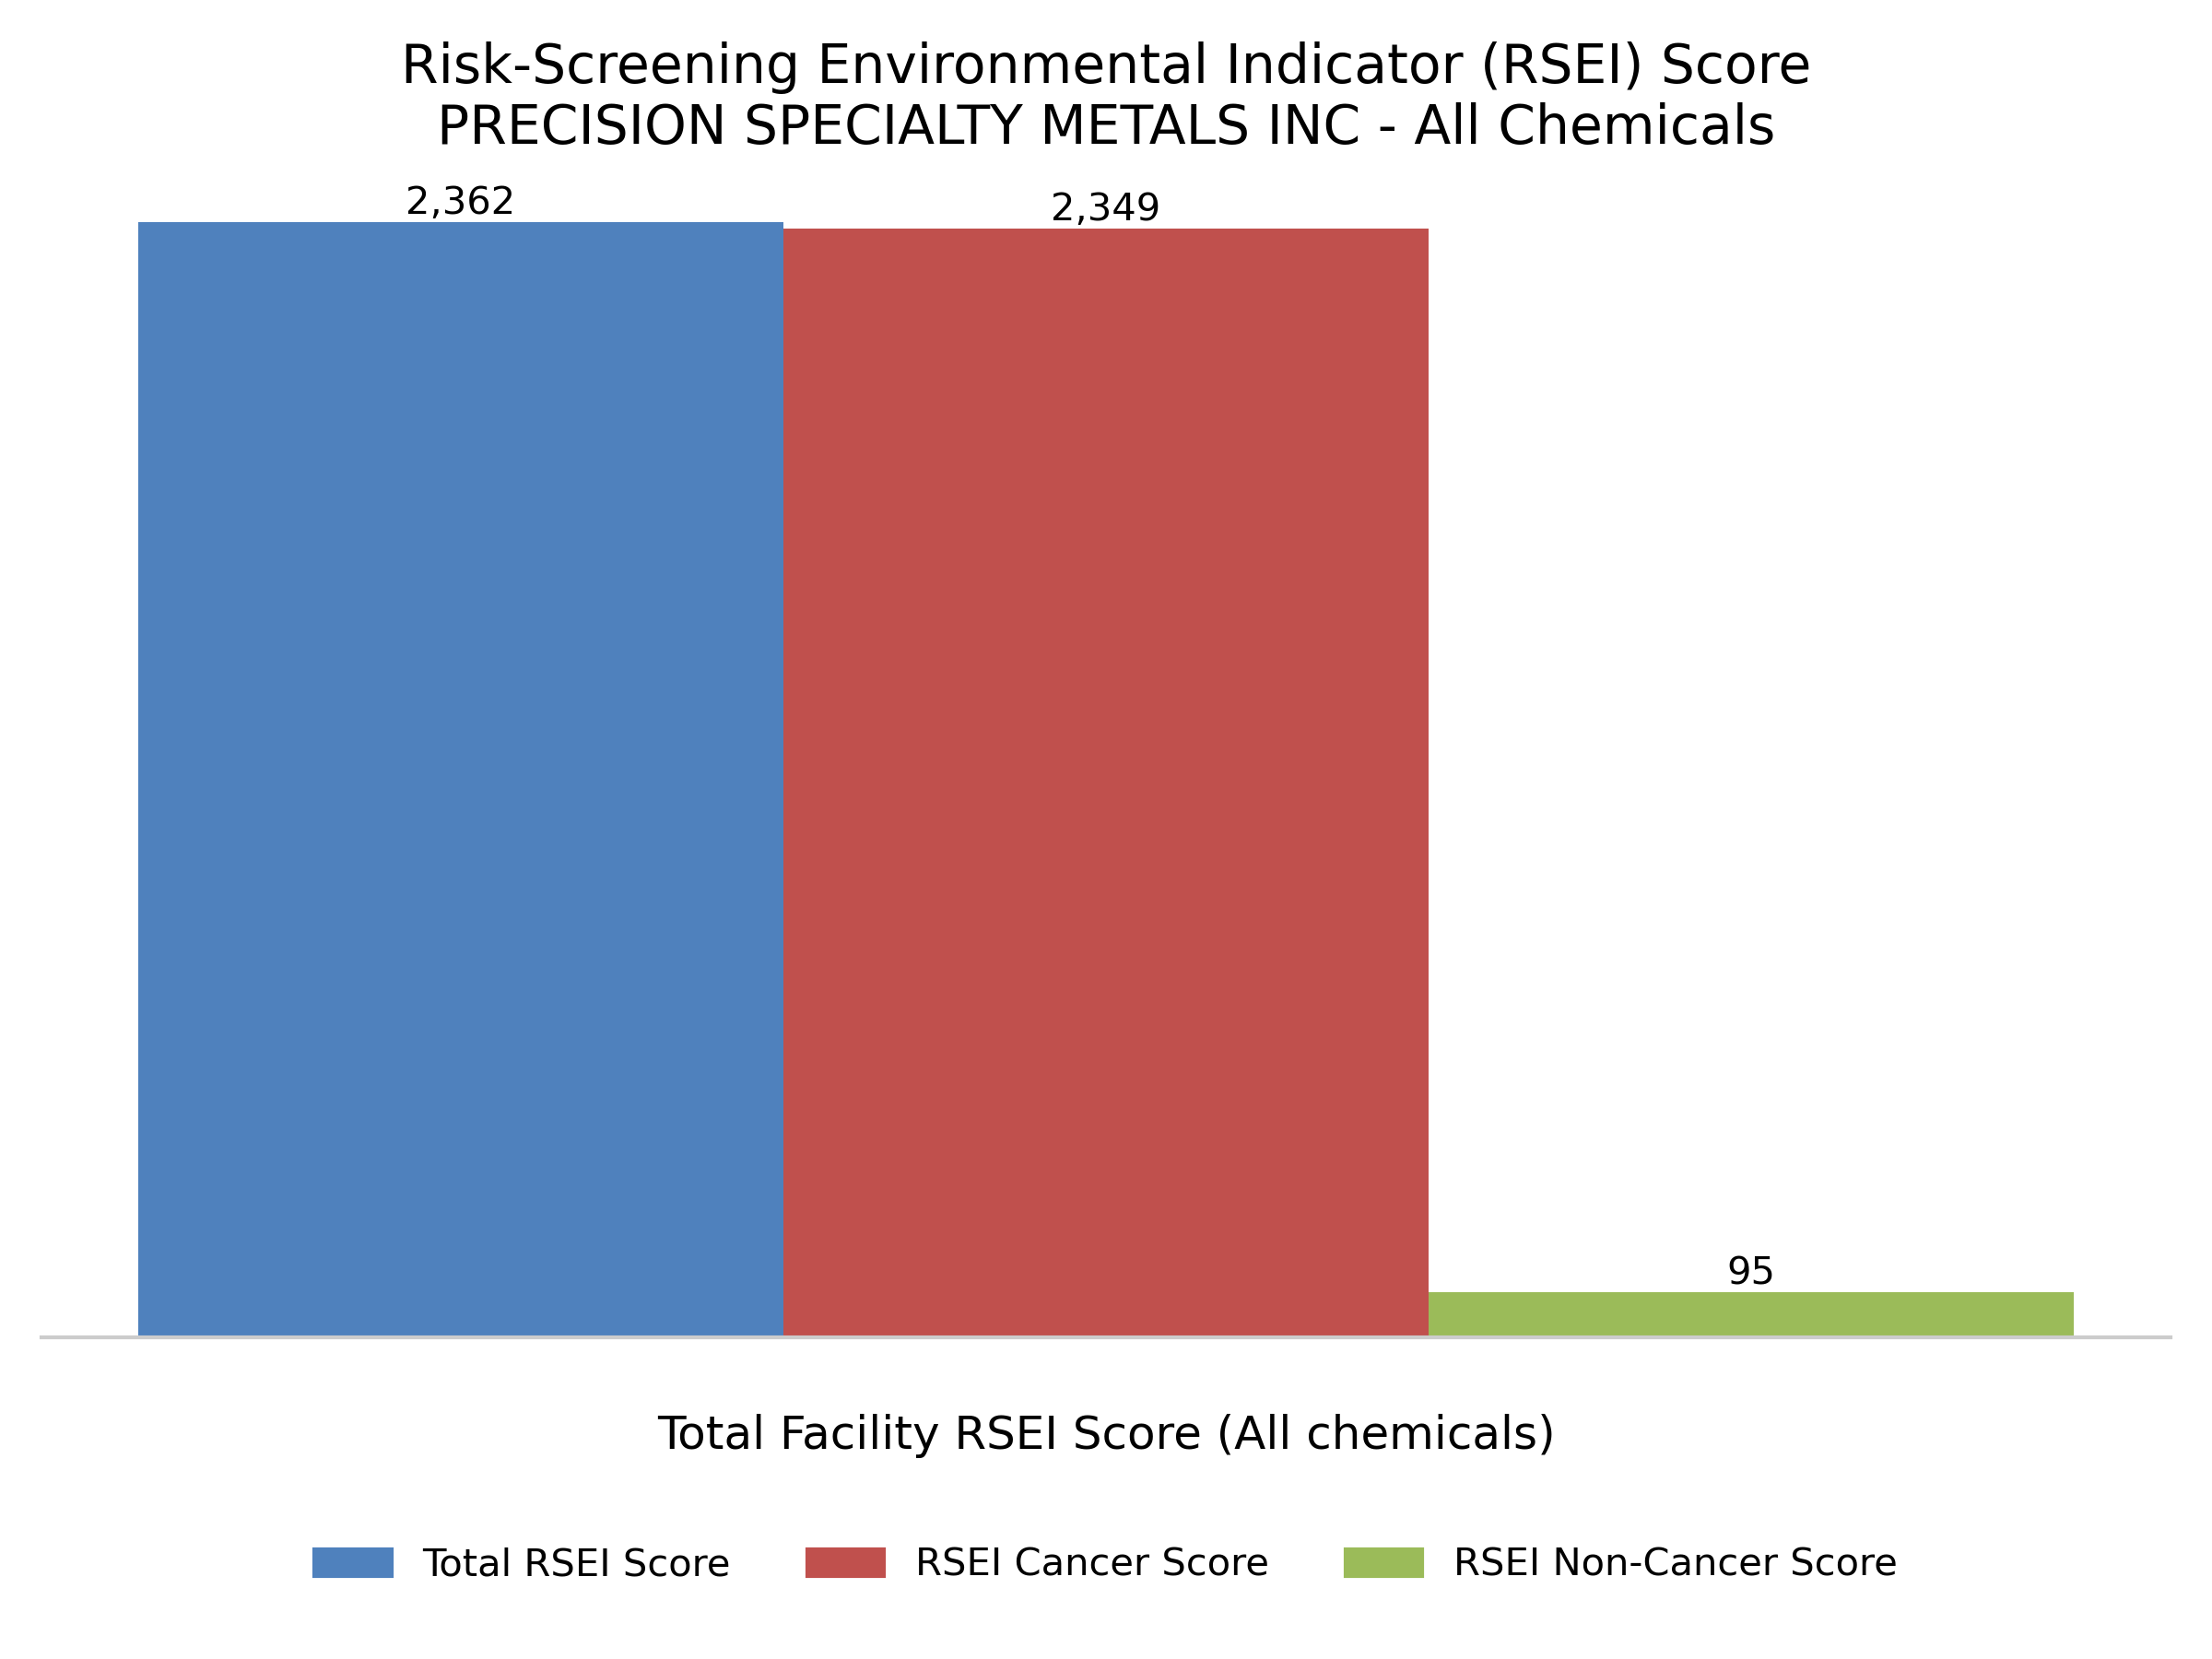 Risk-Screening Environmental Indicator (RSEI) Score
PRECISION SPECIALTY METALS INC - All Chemicals
2,362
2,349
95
Total Facility RSEI Score (All chemicals)
Total RSEI Score
RSEI Cancer Score
RSEI Non-Cancer Score